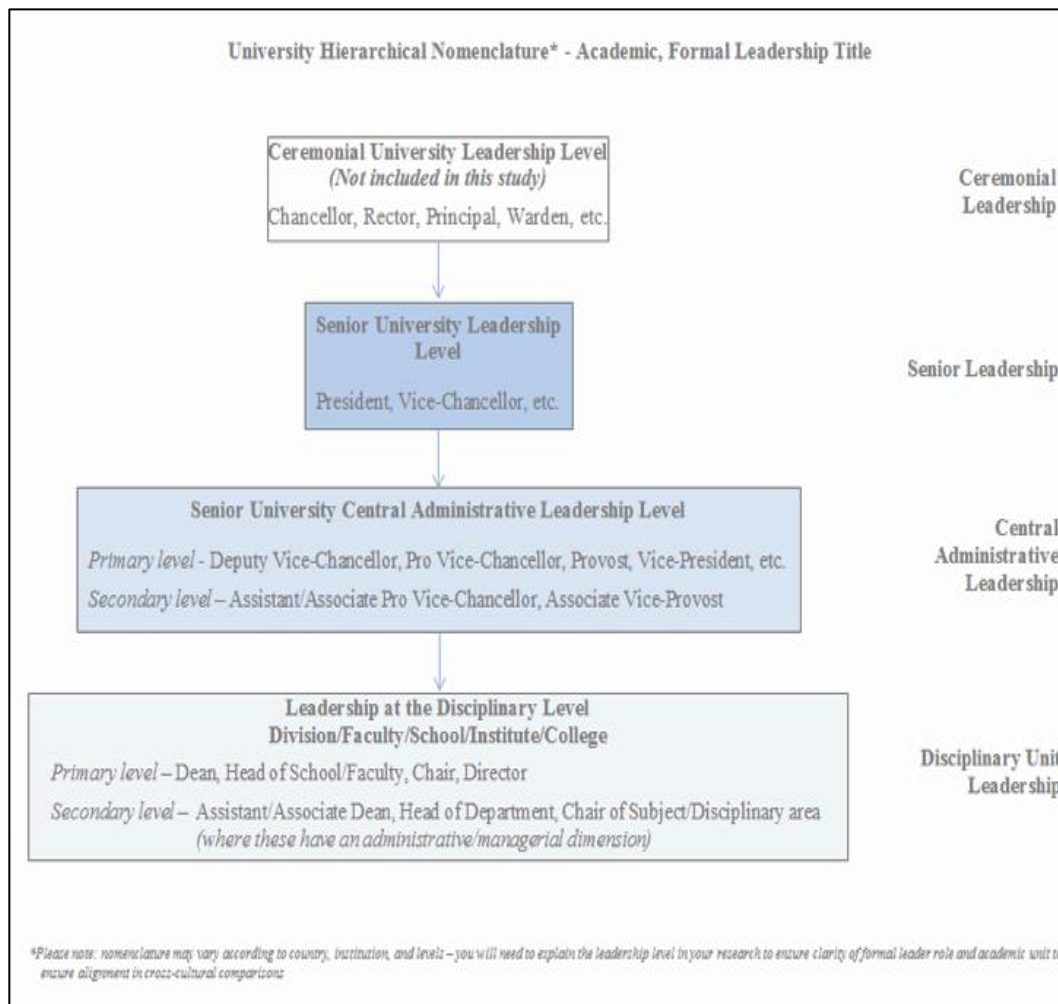 University Hierarchical Nomenclature* - Academic, Formal Leadership Title
Ceremonial University Leadership Level
(Not included in this study)
Chancellor, Rector, Principal, Warden, etc.
Ceremonial
Leadership
Senior University Leadership
Level
President, Vice-Chancellor, etc.
Senior Leadership
Senior University Central Administrative Leadership Level
Primary level - Deputy Vice-Chancellor, Pro Vice-Chancellor, Provost, Vice-President, etc.
Secondary level – Assistant/Associate Pro Vice-Chancellor, Associate Vice-Provost
Central
Administrative
Leadership
Leadership at the Disciplinary Level
Division/Faculty/School/Institute/College
Primary level – Dean, Head of School/Faculty, Chair, Director
Secondary level – Assistant/Associate Dean, Head of Department, Chair of Subject/Disciplinary area
(where these have an administrative/managerial dimension)
Disciplinary Unit
Leadership
*Please note: nomenclature may vary according to country, institution, and levels – you will need to explain the leadership level in your research to ensure clarity of formal leader role and academic unit to
ensure alignment in cross-cultural comparisons